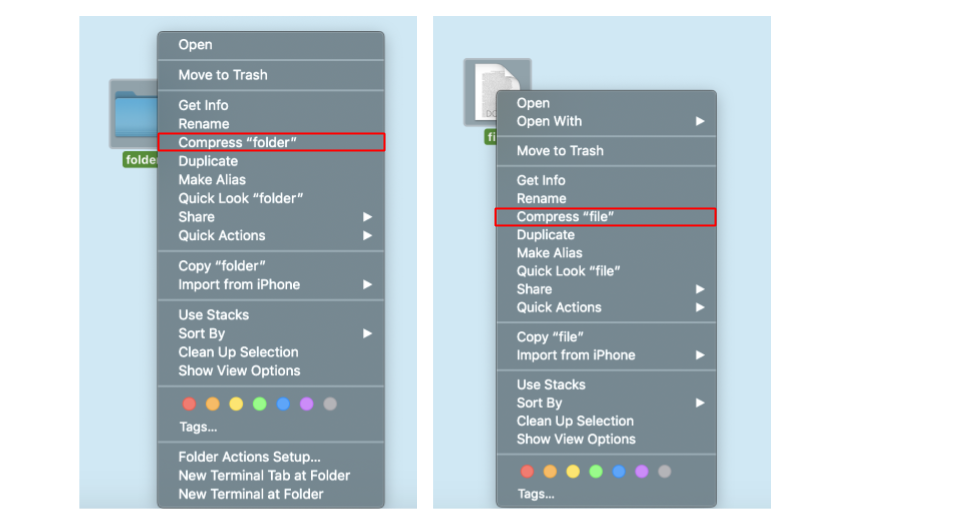 Open
Move to Trash
Get Info
Rename
Compress “folder”
Duplicate
Make Alias
Quick Look “folder”
Share
Quick Actions
Copy “folder”
Import from iPhone
Use Stacks
Sort By
Clean Up Selection
Show View Options
Tags...
Folder Actions Setup...
New Terminal Tab at Folder
New Terminal at Folder
Open
Open With
Move to Trash
Get Info
Rename
Compress “file”
Duplicate
Make Alias
Quick Look “file”
Share
Quick Actions
Copy “file”
Import from iPhone
Use Stacks
Sort By
Clean Up Selection
Show View Options
Tags...